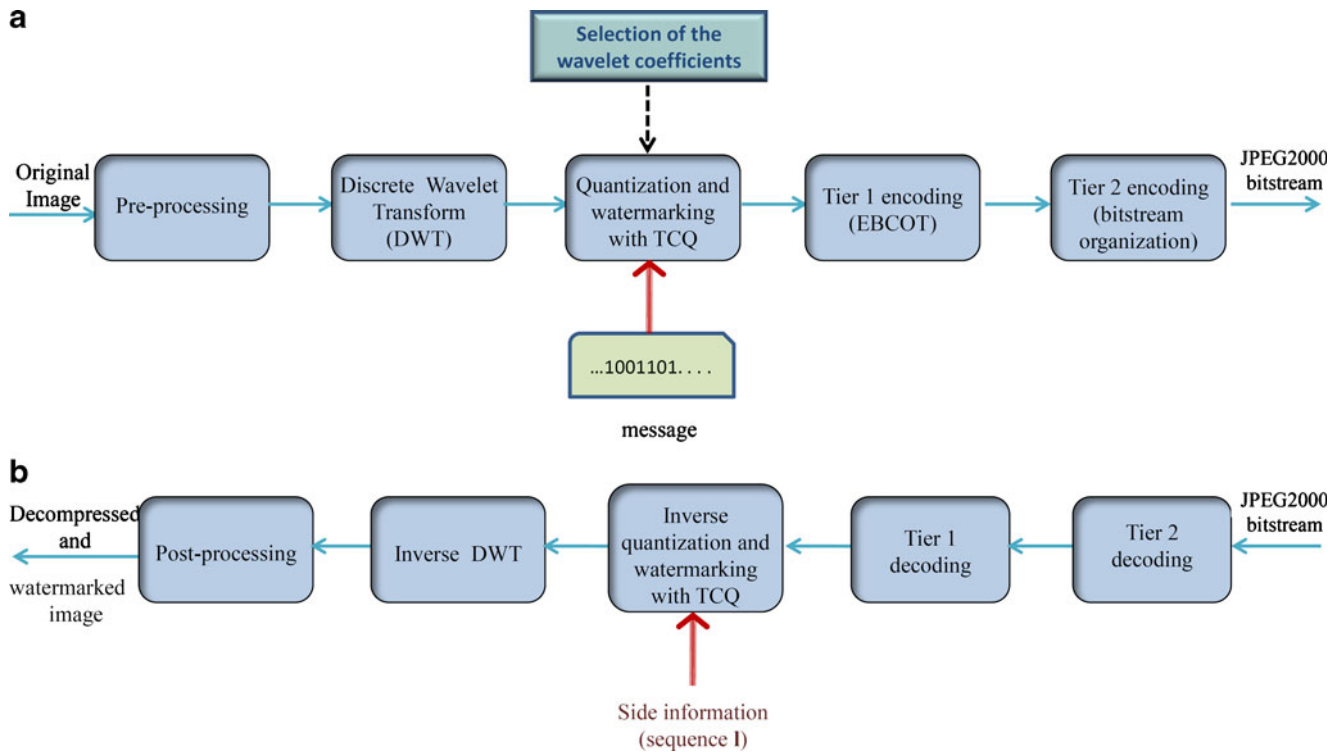 a
Selection of the
wavelet coefficients
Original
Image
Pre-processing
Discrete Wavelet
Transform
(DWT)
Quantization and
watermarking
with TCQ
Tier 1 encoding
(EBCOT)
Tier 2 encoding
(bitstream
organization)
JPEG2000
bitstream
...1001101. . . .
message
b
Decompressed
and
watermarked
image
Post-processing
Inverse DWT
Inverse
quantization and
watermarking
with TCQ
Tier 1
decoding
Tier 2
decoding
JPEG2000
bitstream
Side information
(sequence l)